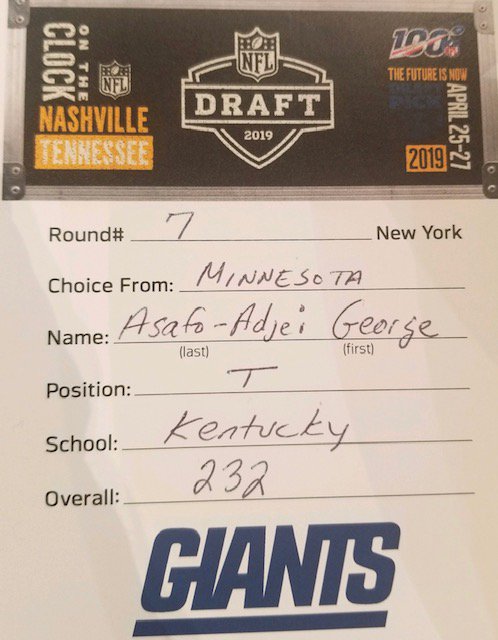 ON THE
CLOCK
NFL
NASHVILLE
TENNESSEE
NFL
DRAFT
2019
100
NFL
THE FUTURE IS NOW
PICK
2019
APRIL 25-27
Round# 7 New York
Choice From: MINNESOTA
Name: Asafo-Adjei George
(last) (first)
Position: T
School: Kentucky
Overall: 232
GIANTS